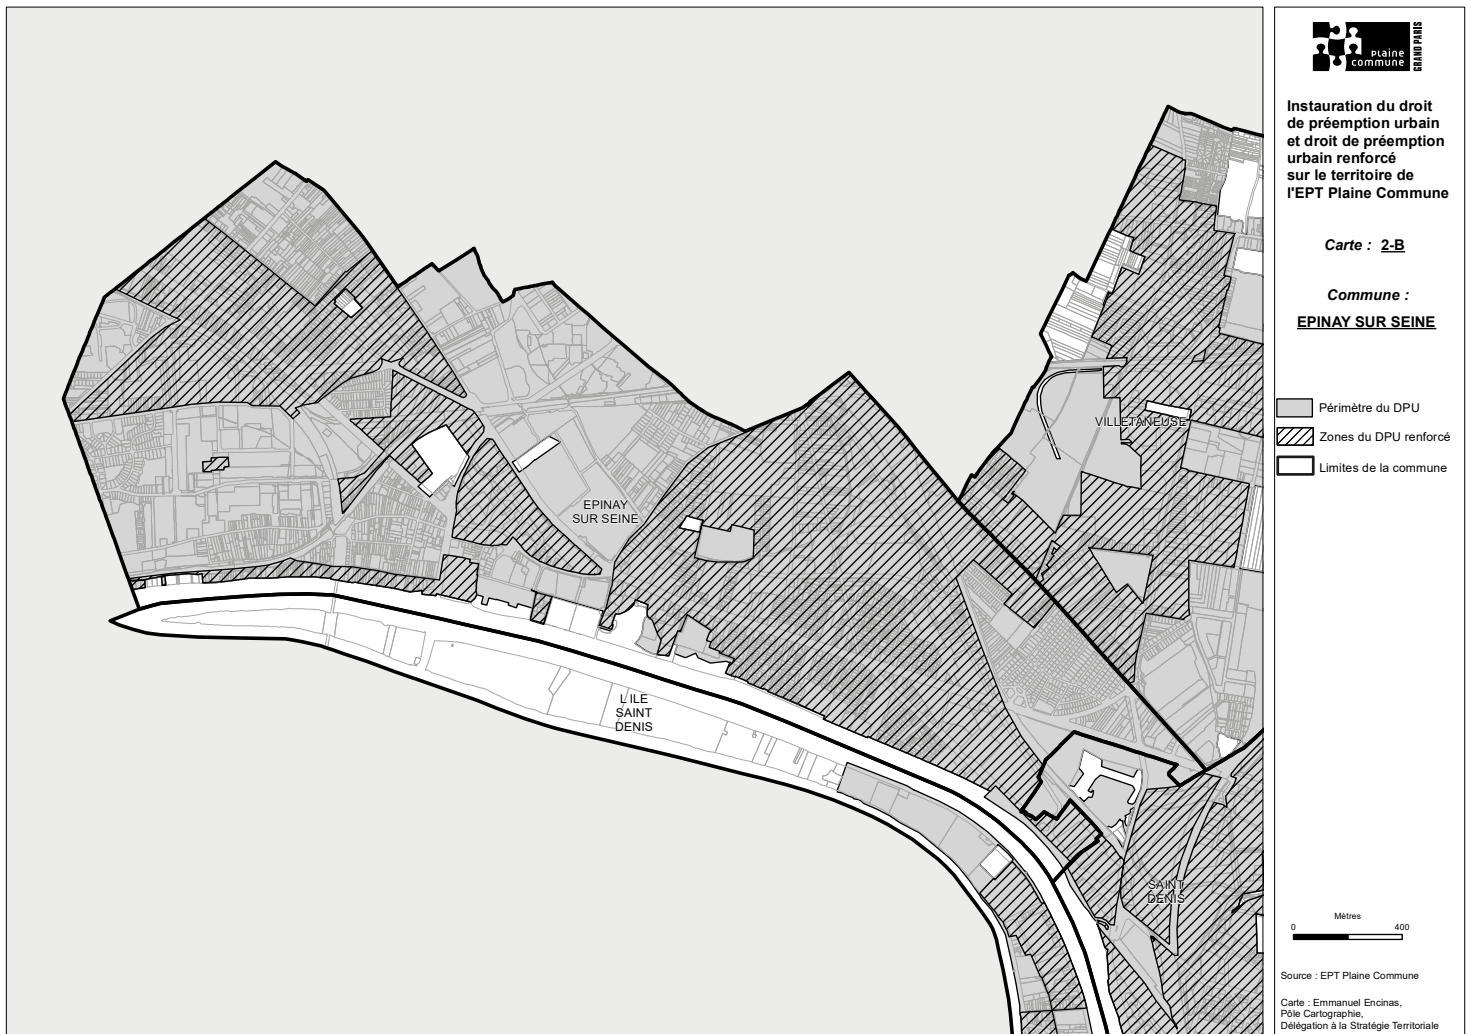 plaine
commune
GRAND PARIS
Instauration du droit
de préemption urbain
et droit de préemption
urbain renforcé
sur le territoire de
l'EPT Plaine Commune
Carte : 2-B
Commune :
EPINAY SUR SEINE
Périmètre du DPU
Zones du DPU renforcé
Limites de la commune
VILLETANEUSE
EPINAY
SUR SEINE
L ILE
SAINT
DENIS
SAINT
DENIS
Mètres
0 400
Source : EPT Plaine Commune
Carte : Emmanuel Encinas,
Pôle Cartographie,
Délégation à la Stratégie Territoriale